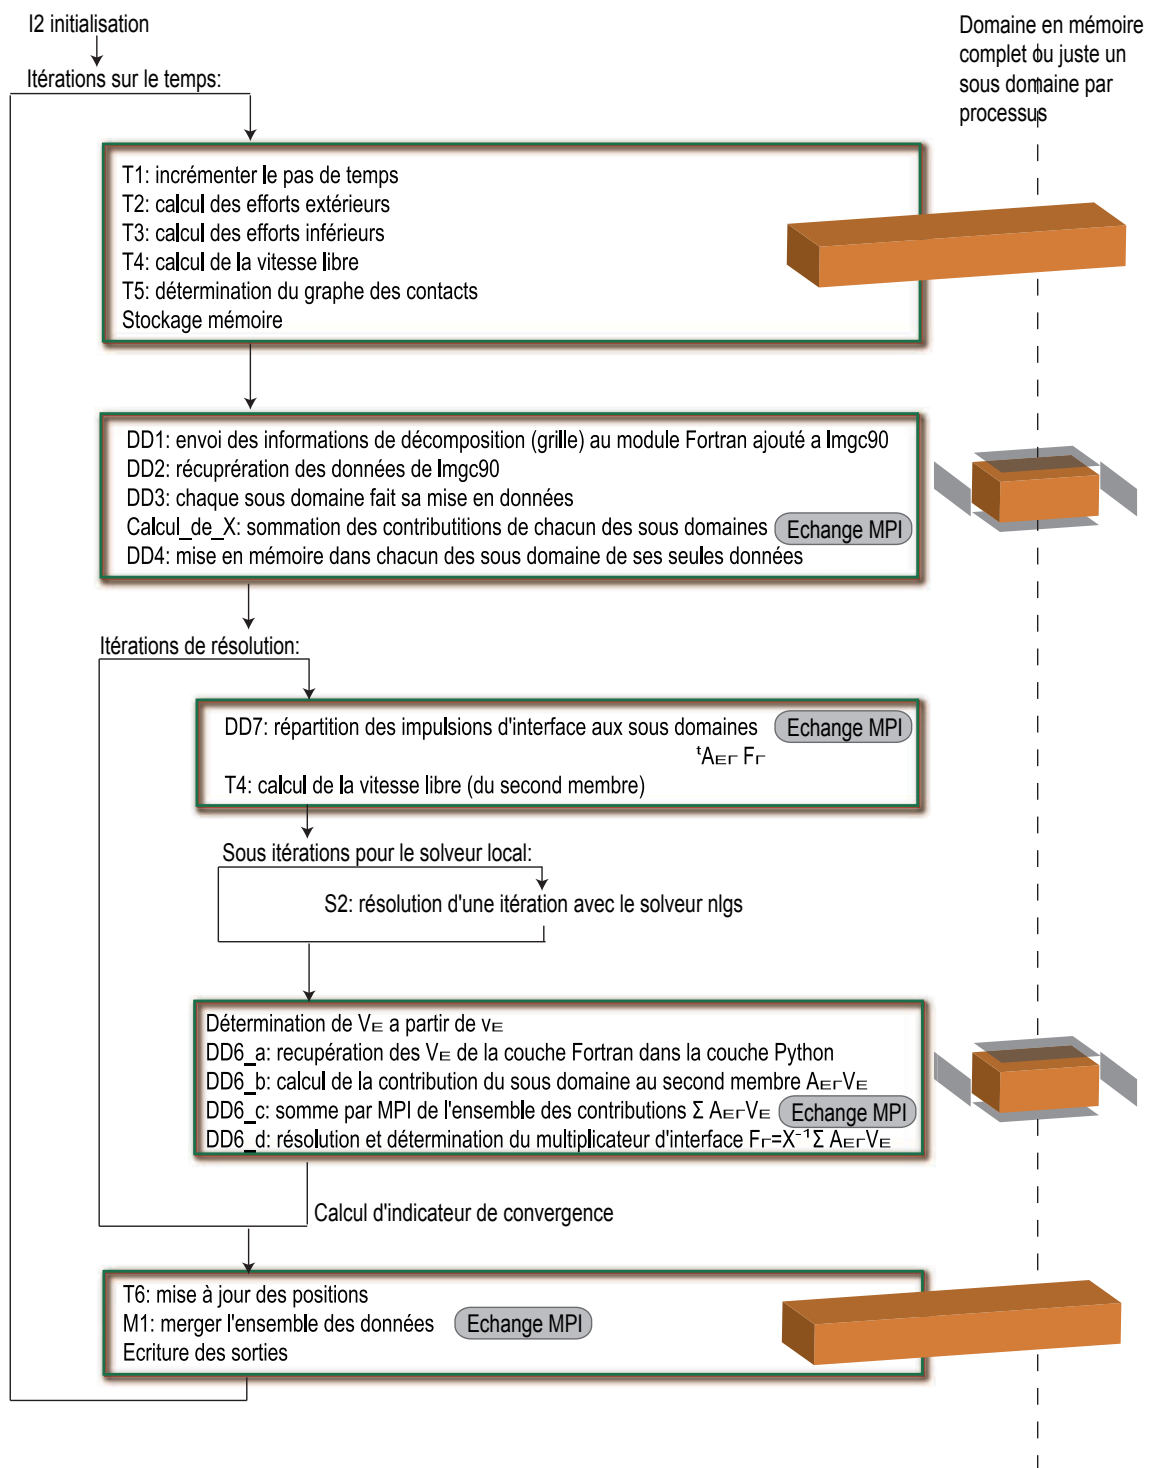 I2 initialisation
Itérations sur le temps:
Domaine en mémoire
complet ou juste un
sous domaine par
processus
T1: incrémenter le pas de temps
T2: calcul des efforts extérieurs
T3: calcul des efforts inférieurs
T4: calcul de la vitesse libre
T5: détermination du graphe des contacts
Stockage mémoire
DD1: envoi des informations de décomposition (grille) au module Fortran ajouté a lmgc90
DD2: récuprération des données de lmgc90
DD3: chaque sous domaine fait sa mise en données
Calcul_de_X: sommation des contributitions de chacun des sous domaines Echange MPI
DD4: mise en mémoire dans chacun des sous domaine de ses seules données
Itérations de résolution:
DD7: répartition des impulsions d'interface aux sous domaines Echange MPI
ᵗAEΓ FΓ
T4: calcul de la vitesse libre (du second membre)
Sous itérations pour le solveur local:
S2: résolution d'une itération avec le solveur nlgs
Détermination de VE a partir de vE
DD6_a: recupération des VE de la couche Fortran dans la couche Python
DD6_b: calcul de la contribution du sous domaine au second membre AEΓVE
DD6_c: somme par MPI de l'ensemble des contributions Σ AEΓVE Echange MPI
DD6_d: résolution et détermination du multiplicateur d'interface FΓ=X⁻¹Σ AEΓVE
Calcul d'indicateur de convergence
T6: mise à jour des positions
M1: merger l'ensemble des données Echange MPI
Ecriture des sorties